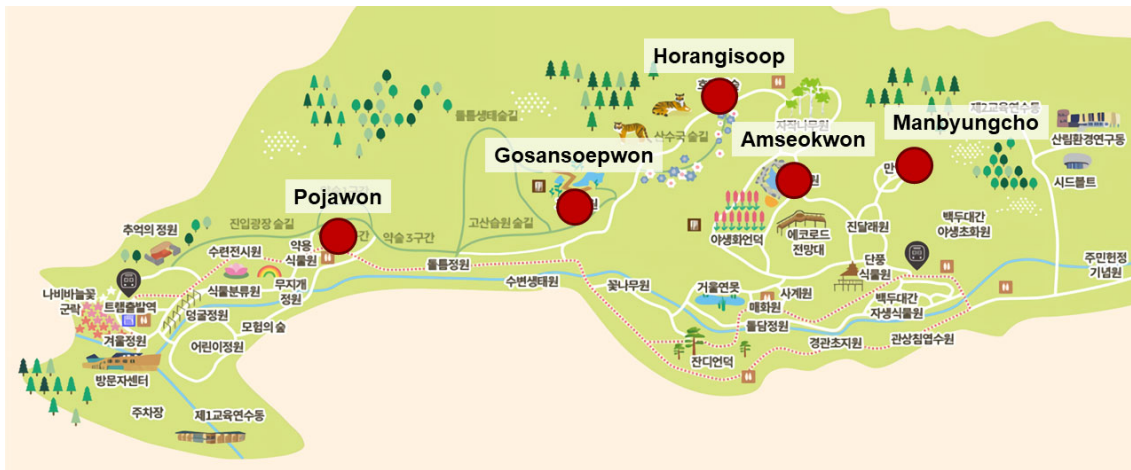 Horangisoop
제2교육연수동
산림환경연구동
돌틈생태숲길
산수국 숲길
자작나무원
Amseokwon
Manbyungcho
Gosansoepwon
시드볼트
Pojawon
진입광장 숲길
고산습원 숲길
추억의 정원
수련전시원
약용
식물원
약숲 3구간
야생화언덕
에코로드
전망대
진달래원
백두대간
야생초화원
주민헌정
기념원
돌틈정원
단풍
식물원
나비바늘꽃
군락
트램출발역
식물분류원
무지개
정원
수변생태원
꽃나무원
거울연못
사계원
매화원
백두대간
자생식물원
덩굴정원
모험의 숲
돌담정원
겨울정원
어린이정원
잔디언덕
경관초지원
관상침엽수원
방문자센터
주차장
제1교육연수동